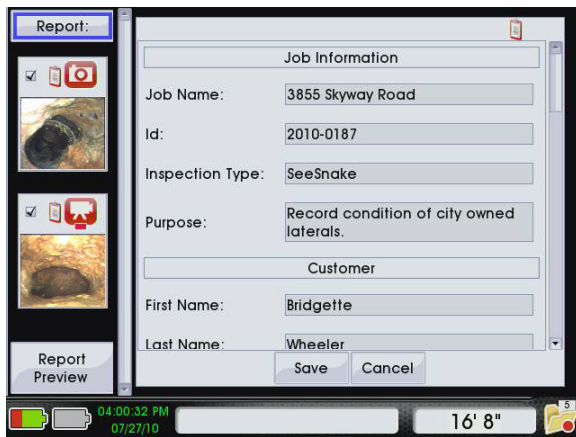 Report:
Job Information
Job Name: 3855 Skyway Road
Id: 2010-0187
Inspection Type: SeeSnake
Purpose: Record condition of city owned
laterals.
Customer
First Name: Bridgette
Last Name: Wheeler
Save Cancel
Report
Preview
04:00:32 PM
07/27/10
16' 8"
5